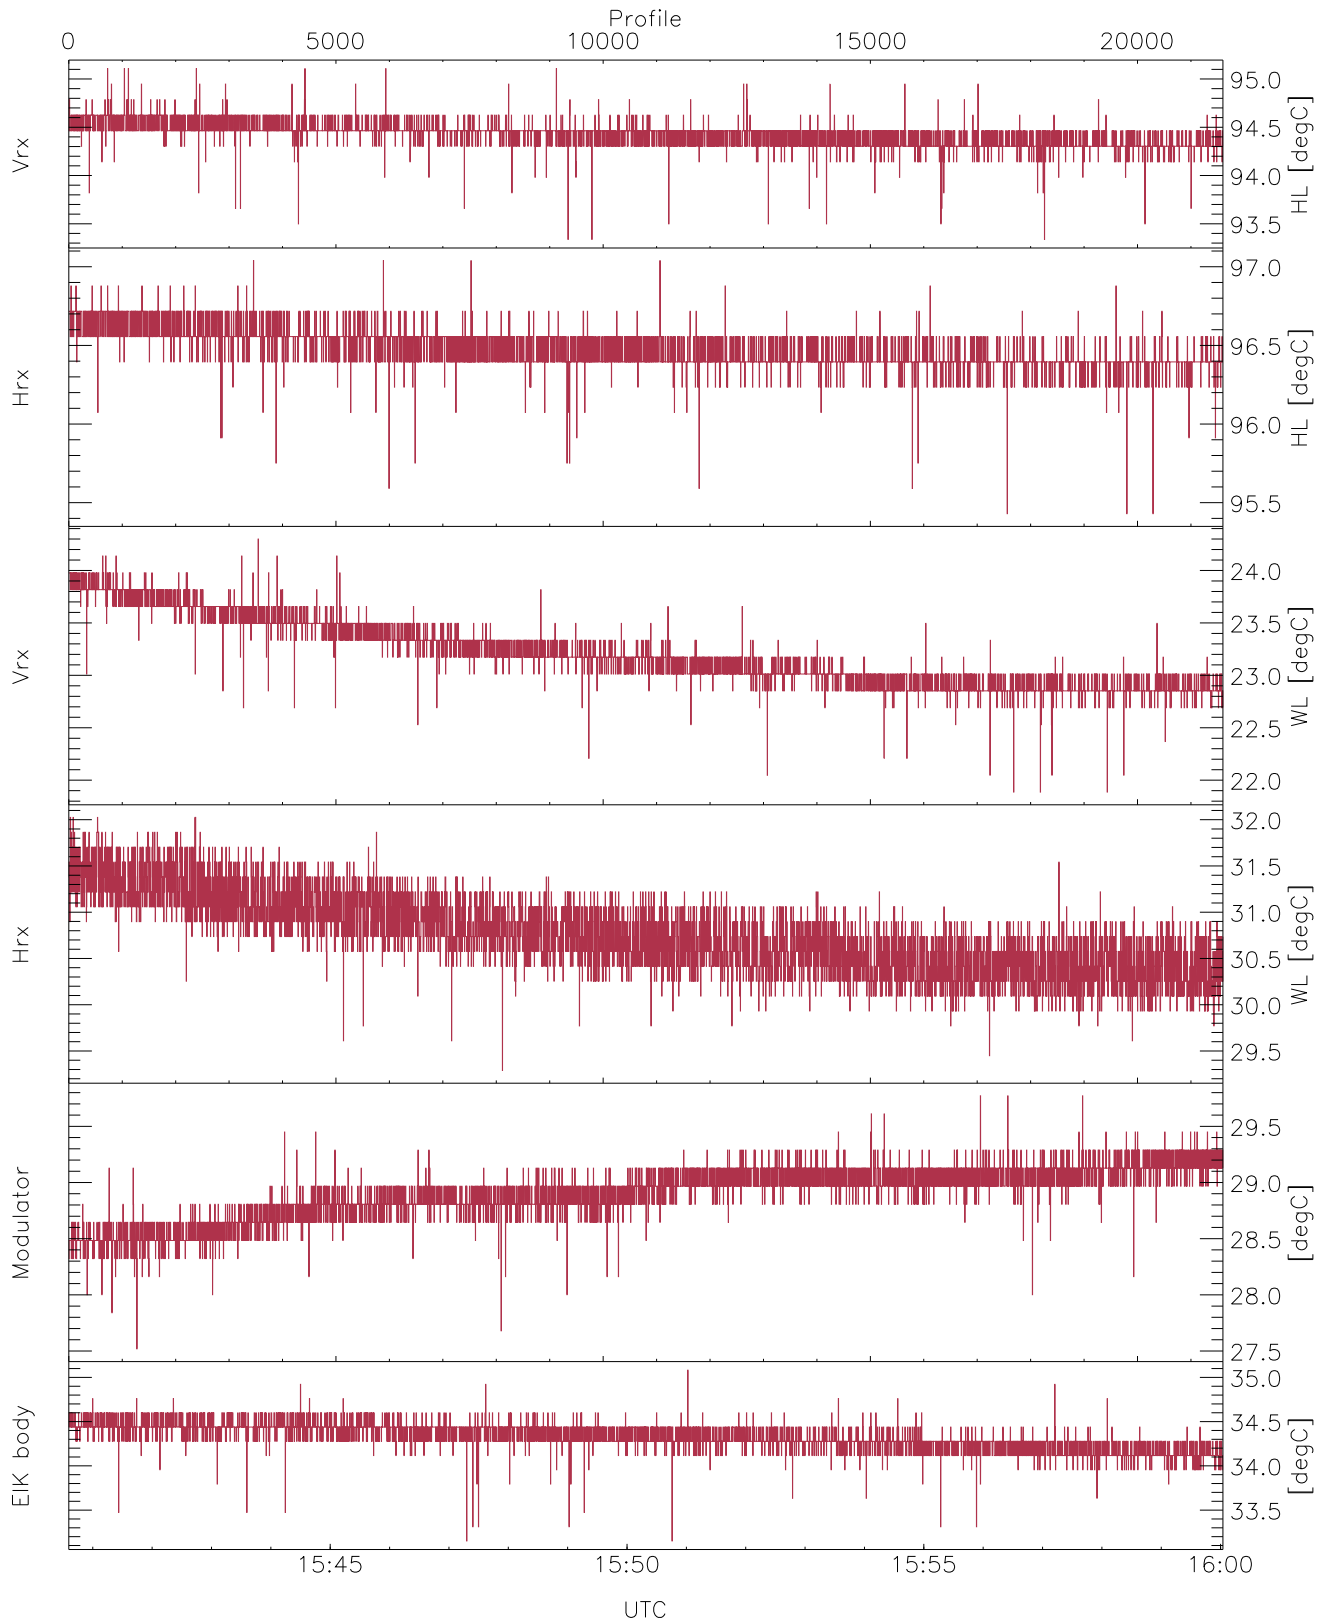 Profile
0 5000 10000 15000 20000
Vrx
95.0
94.5
94.0
93.5
HL [degC]
Hrx
97.0
96.5
96.0
95.5
HL [degC]
Vrx
24.0
23.5
23.0
22.5
22.0
WL [degC]
Hrx
32.0
31.5
31.0
30.5
30.0
29.5
WL [degC]
Modulator
29.5
29.0
28.5
28.0
27.5
[degC]
EIK body
35.0
34.5
34.0
33.5
[degC]
15:45 15:50 15:55 16:00
UTC